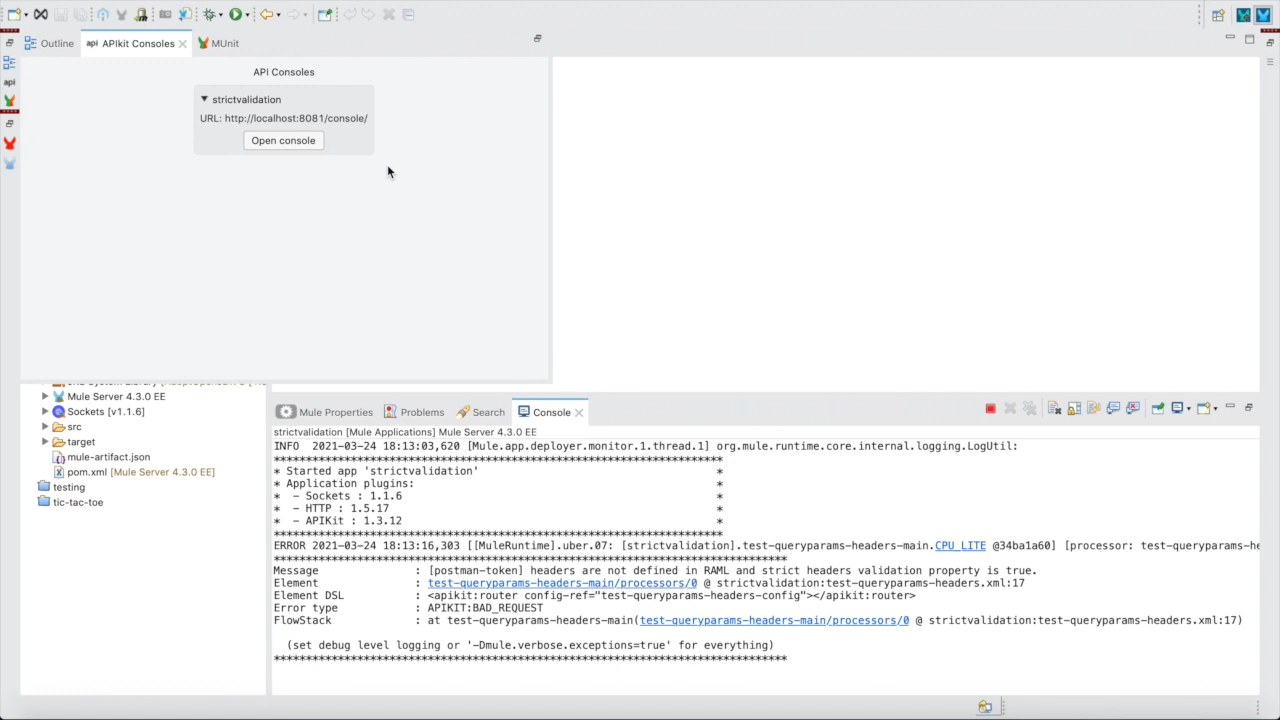 Outline
api APIkit Consoles
MUnit
api
API Consoles
strictvalidation
URL: http://localhost:8081/console/
Open console
Mule Server 4.3.0 EE
Sockets [v1.1.6]
src
target
mule-artifact.json
pom.xml [Mule Server 4.3.0 EE]
testing
tic-tac-toe
Mule Properties
Problems
Search
Console
strictvalidation [Mule Applications] Mule Server 4.3.0 EE
INFO  2021-03-24 18:13:03,620 [Mule.app.deployer.monitor.1.thread.1] org.mule.runtime.core.internal.logging.LogUtil:
**********************************************************************
* Started app 'strictvalidation'                                     *
* Application plugins:                                               *
*  - Sockets : 1.1.6                                                 *
*  - HTTP : 1.5.17                                                   *
*  - APIKit : 1.3.12                                                 *
**********************************************************************
ERROR 2021-03-24 18:13:16,303 [[MuleRuntime].uber.07: [strictvalidation].test-queryparams-headers-main.CPU_LITE @34ba1a60] [processor: test-queryparams-he
********************************************************************************
Message               : [postman-token] headers are not defined in RAML and strict headers validation property is true.
Element               : test-queryparams-headers-main/processors/0 @ strictvalidation:test-queryparams-headers.xml:17
Element DSL           : <apikit:router config-ref="test-queryparams-headers-config"></apikit:router>
Error type            : APIKIT:BAD_REQUEST
FlowStack             : at test-queryparams-headers-main(test-queryparams-headers-main/processors/0 @ strictvalidation:test-queryparams-headers.xml:17)
(set debug level logging or '-Dmule.verbose.exceptions=true' for everything)
********************************************************************************